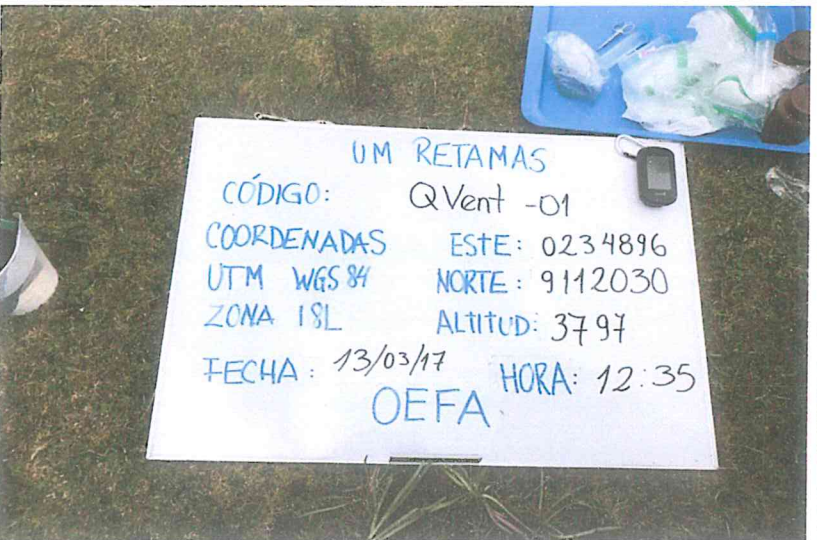 UM RETAMAS
CÓDIGO: QVent -01
COORDENADAS ESTE: 0234896
UTM WGS 84 NORTE: 9112030
ZONA 18L ALTITUD: 3797
FECHA: 13/03/17 HORA: 12:35
OEFA